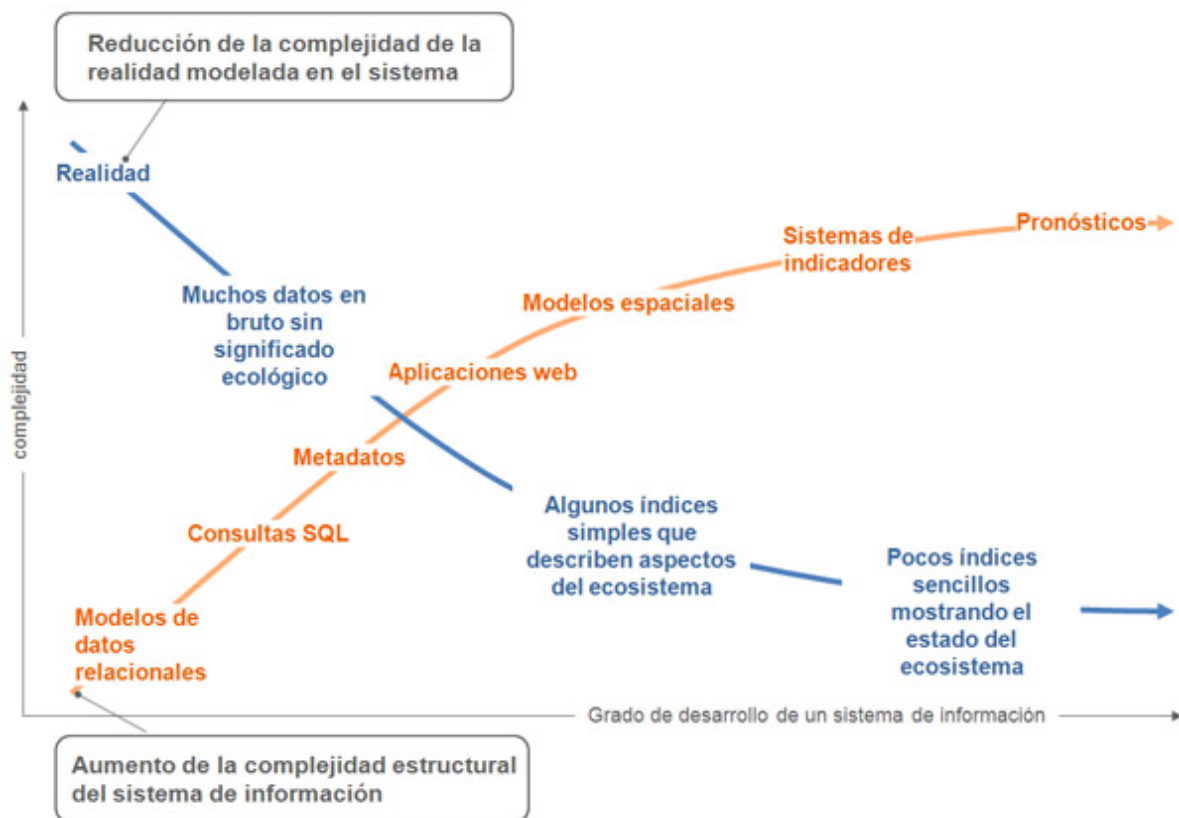 Reducción de la complejidad de la
realidad modelada en el sistema
Realidad
Muchos datos en
bruto sin
significado
ecológico
Algunos índices
simples que
describen aspectos
del ecosistema
Pocos índices
sencillos
mostrando el
estado del
ecosistema
Pronósticos
Sistemas de
indicadores
Modelos espaciales
Aplicaciones web
Metadatos
Consultas SQL
Modelos de
datos
relacionales
complejidad
Grado de desarrollo de un sistema de información
Aumento de la complejidad estructural
del sistema de información